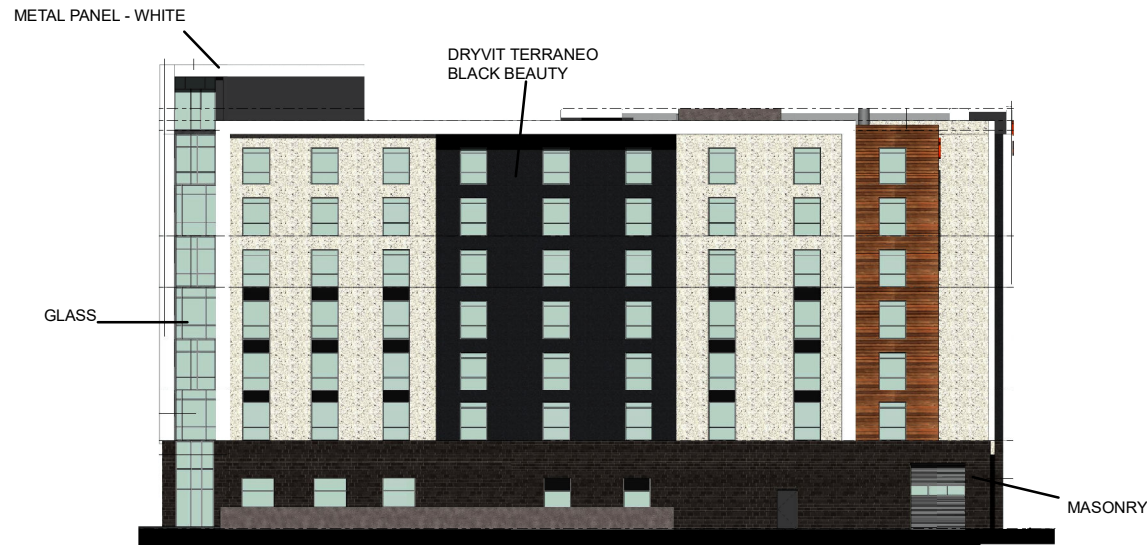 METAL PANEL - WHITE
DRYVIT TERRANEO
BLACK BEAUTY
GLASS
MASONRY